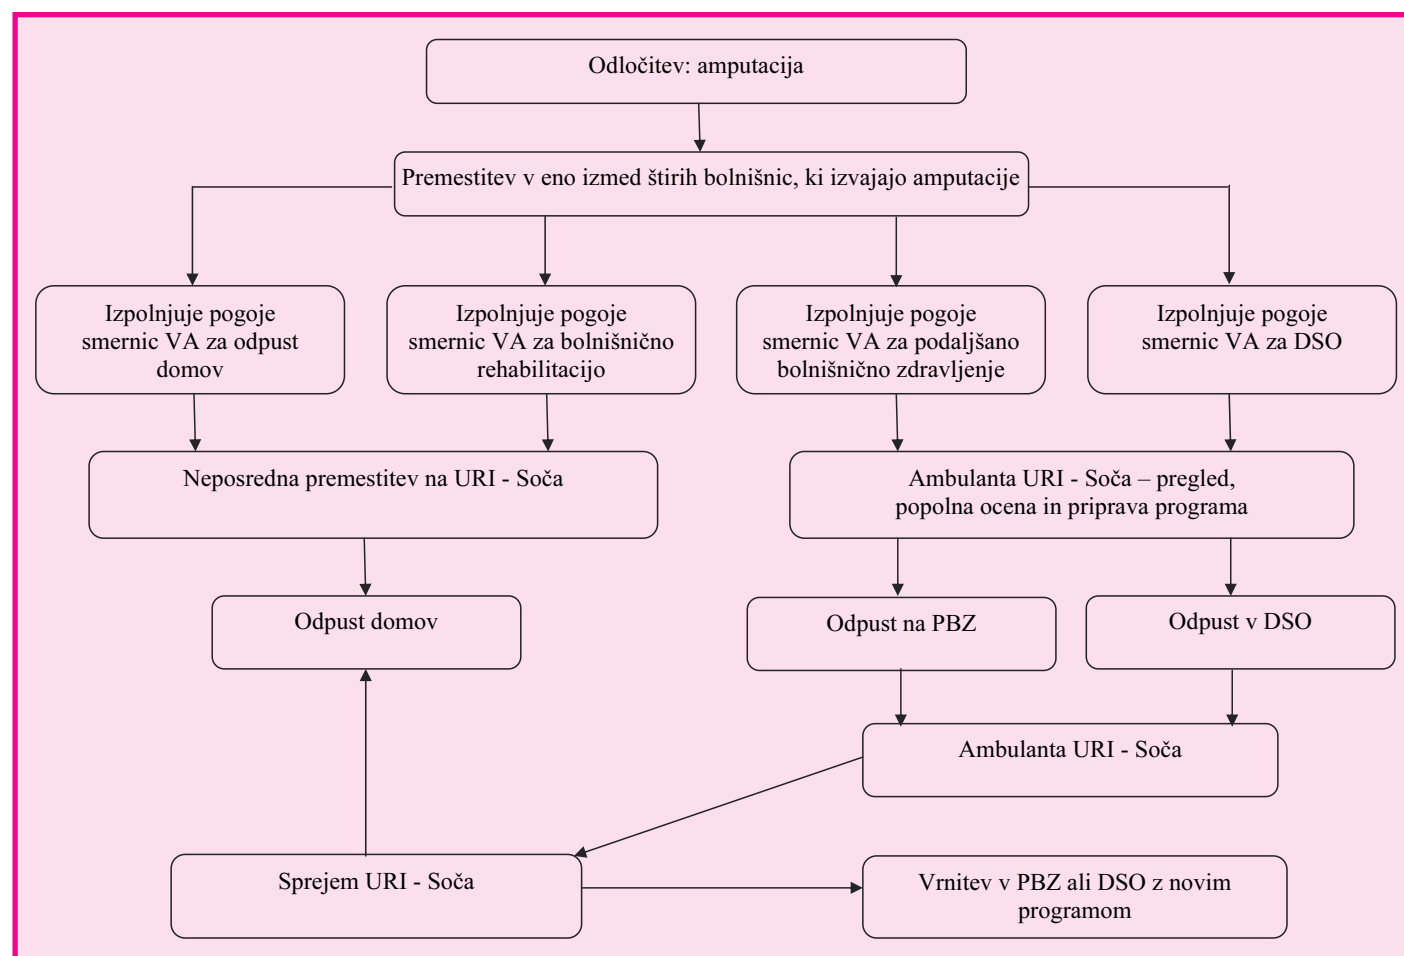 Odločitev: amputacija
Premestitev v eno izmed štirih bolnišnic, ki izvajajo amputacije
Izpolnjuje pogoje
smernic VA za odpust
domov
Izpolnjuje pogoje
smernic VA za bolnišnično
rehabilitacijo
Izpolnjuje pogoje
smernic VA za podaljšano
bolnišnično zdravljenje
Izpolnjuje pogoje
smernic VA za DSO
Neposredna premestitev na URI - Soča
Ambulanta URI - Soča – pregled,
popolna ocena in priprava programa
Odpust domov
Odpust na PBZ
Odpust v DSO
Ambulanta URI - Soča
Sprejem URI - Soča
Vrnitev v PBZ ali DSO z novim
programom